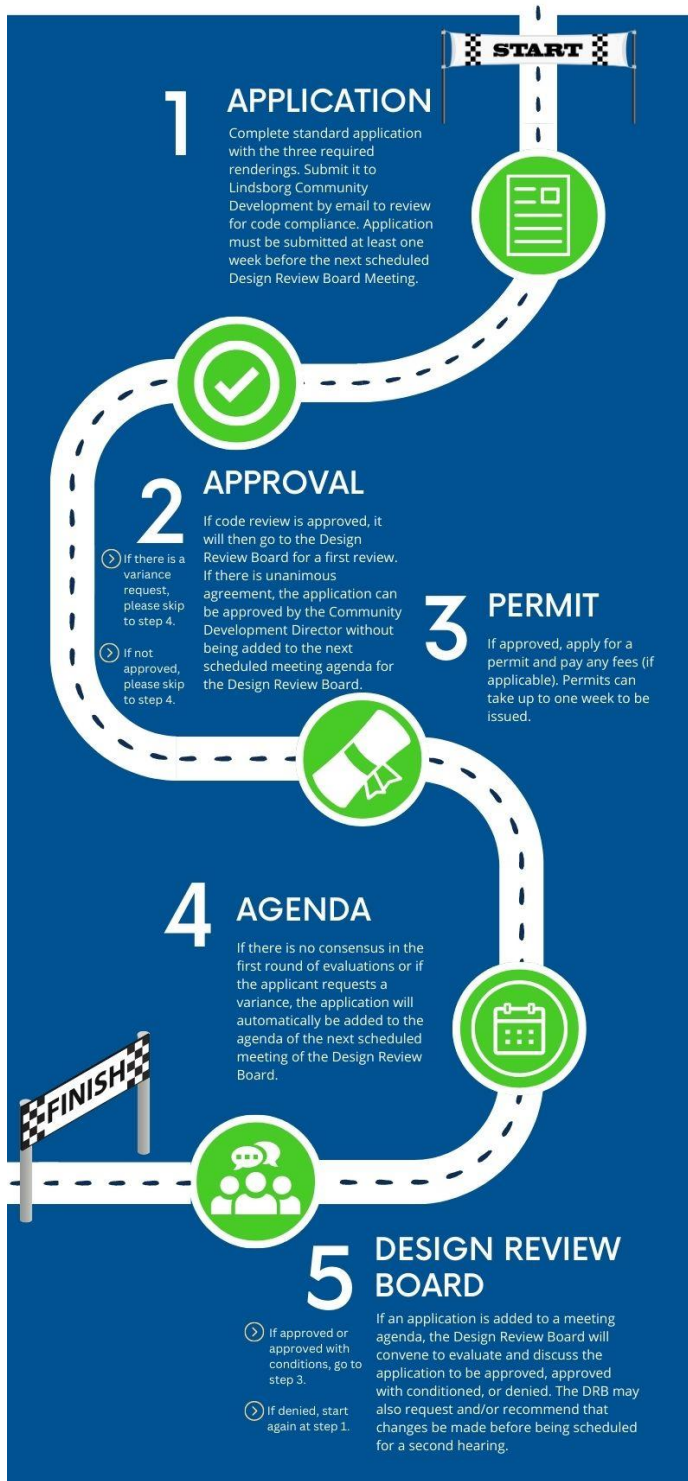 START
1
APPLICATION
Complete standard application
with the three required
renderings. Submit it to
Lindsborg Community
Development by email to review
for code compliance. Application
must be submitted at least one
week before the next scheduled
Design Review Board Meeting.
2
APPROVAL
If code review is approved, it
will then go to the Design
Review Board for a first review.
If there is unanimous
agreement, the application can
be approved by the Community
Development Director without
being added to the next
scheduled meeting agenda for
the Design Review Board.
If there is a
variance
request,
please skip
to step 4.
If not
approved,
please skip
to step 4.
3
PERMIT
If approved, apply for a
permit and pay any fees (if
applicable). Permits can
take up to one week to be
issued.
4
AGENDA
If there is no consensus in the
first round of evaluations or if
the applicant requests a
variance, the application will
automatically be added to the
agenda of the next scheduled
meeting of the Design Review
Board.
FINISH
5
DESIGN REVIEW
BOARD
If an application is added to a meeting
agenda, the Design Review Board will
convene to evaluate and discuss the
application to be approved, approved
with conditioned, or denied. The DRB may
also request and/or recommend that
changes be made before being scheduled
for a second hearing.
If approved or
approved with
conditions, go to
step 3.
If denied, start
again at step 1.